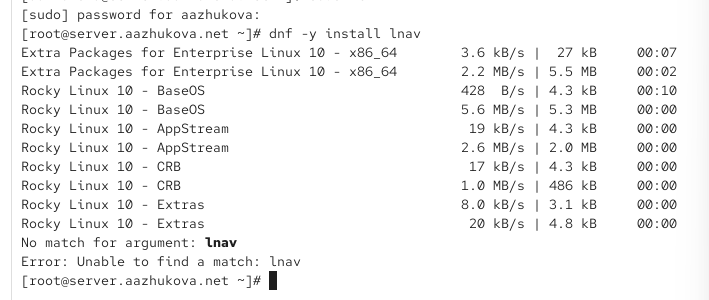 [sudo] password for aazhukova:
[root@server.aazhukova.net ~]# dnf -y install lnav
Extra Packages for Enterprise Linux 10 - x86_64        3.6 kB/s |  27 kB     00:07
Extra Packages for Enterprise Linux 10 - x86_64        2.2 MB/s | 5.5 MB     00:02
Rocky Linux 10 - BaseOS                                428  B/s | 4.3 kB     00:10
Rocky Linux 10 - BaseOS                                5.6 MB/s | 5.3 MB     00:00
Rocky Linux 10 - AppStream                              19 kB/s | 4.3 kB     00:00
Rocky Linux 10 - AppStream                             2.6 MB/s | 2.0 MB     00:00
Rocky Linux 10 - CRB                                    17 kB/s | 4.3 kB     00:00
Rocky Linux 10 - CRB                                   1.0 MB/s | 486 kB     00:00
Rocky Linux 10 - Extras                                8.0 kB/s | 3.1 kB     00:00
Rocky Linux 10 - Extras                                 20 kB/s | 4.8 kB     00:00
No match for argument: lnav
Error: Unable to find a match: lnav
[root@server.aazhukova.net ~]#